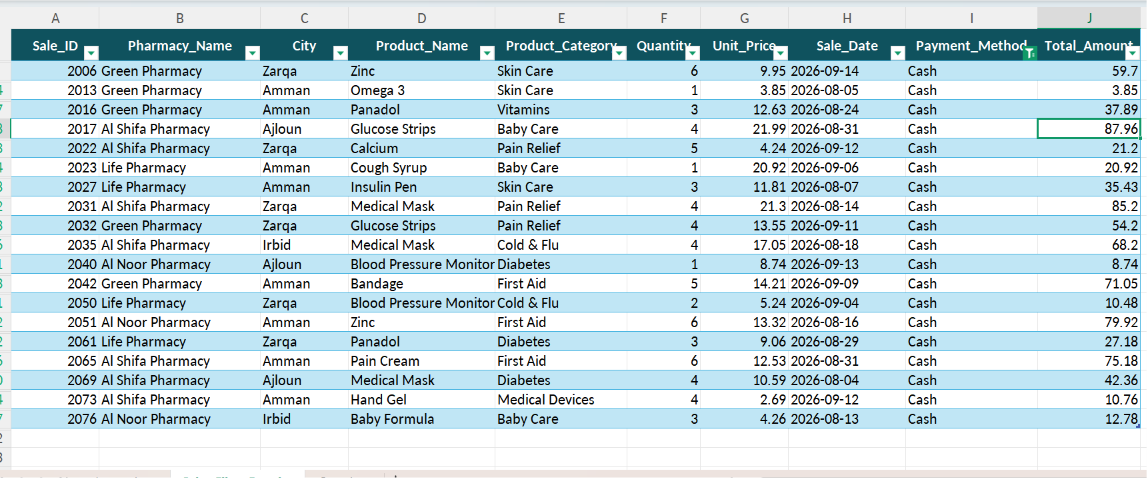 A B C D E F G H I J
Sale_ID Pharmacy_Name City Product_Name Product_Category Quantity Unit_Price Sale_Date Payment_Method Total_Amount
2006 Green Pharmacy Zarqa Zinc Skin Care 6 9.95 2026-09-14 Cash 59.7
2013 Green Pharmacy Amman Omega 3 Skin Care 1 3.85 2026-08-05 Cash 3.85
2016 Green Pharmacy Amman Panadol Vitamins 3 12.63 2026-08-24 Cash 37.89
2017 Al Shifa Pharmacy Ajloun Glucose Strips Baby Care 4 21.99 2026-08-31 Cash 87.96
2022 Al Shifa Pharmacy Zarqa Calcium Pain Relief 5 4.24 2026-09-12 Cash 21.2
2023 Life Pharmacy Amman Cough Syrup Baby Care 1 20.92 2026-09-06 Cash 20.92
2027 Life Pharmacy Amman Insulin Pen Skin Care 3 11.81 2026-08-07 Cash 35.43
2031 Al Shifa Pharmacy Zarqa Medical Mask Pain Relief 4 21.3 2026-08-14 Cash 85.2
2032 Green Pharmacy Zarqa Glucose Strips Pain Relief 4 13.55 2026-09-11 Cash 54.2
2035 Al Shifa Pharmacy Irbid Medical Mask Cold & Flu 4 17.05 2026-08-18 Cash 68.2
2040 Al Noor Pharmacy Ajloun Blood Pressure Monitor Diabetes 1 8.74 2026-09-13 Cash 8.74
2042 Green Pharmacy Amman Bandage First Aid 5 14.21 2026-09-09 Cash 71.05
2050 Life Pharmacy Zarqa Blood Pressure Monitor Cold & Flu 2 5.24 2026-09-04 Cash 10.48
2051 Al Noor Pharmacy Amman Zinc First Aid 6 13.32 2026-08-16 Cash 79.92
2061 Life Pharmacy Zarqa Panadol Diabetes 3 9.06 2026-08-29 Cash 27.18
2065 Al Shifa Pharmacy Amman Pain Cream First Aid 6 12.53 2026-08-31 Cash 75.18
2069 Al Shifa Pharmacy Ajloun Medical Mask Diabetes 4 10.59 2026-08-04 Cash 42.36
2073 Al Shifa Pharmacy Amman Hand Gel Medical Devices 4 2.69 2026-09-12 Cash 10.76
2076 Al Noor Pharmacy Irbid Baby Formula Baby Care 3 4.26 2026-08-13 Cash 12.78